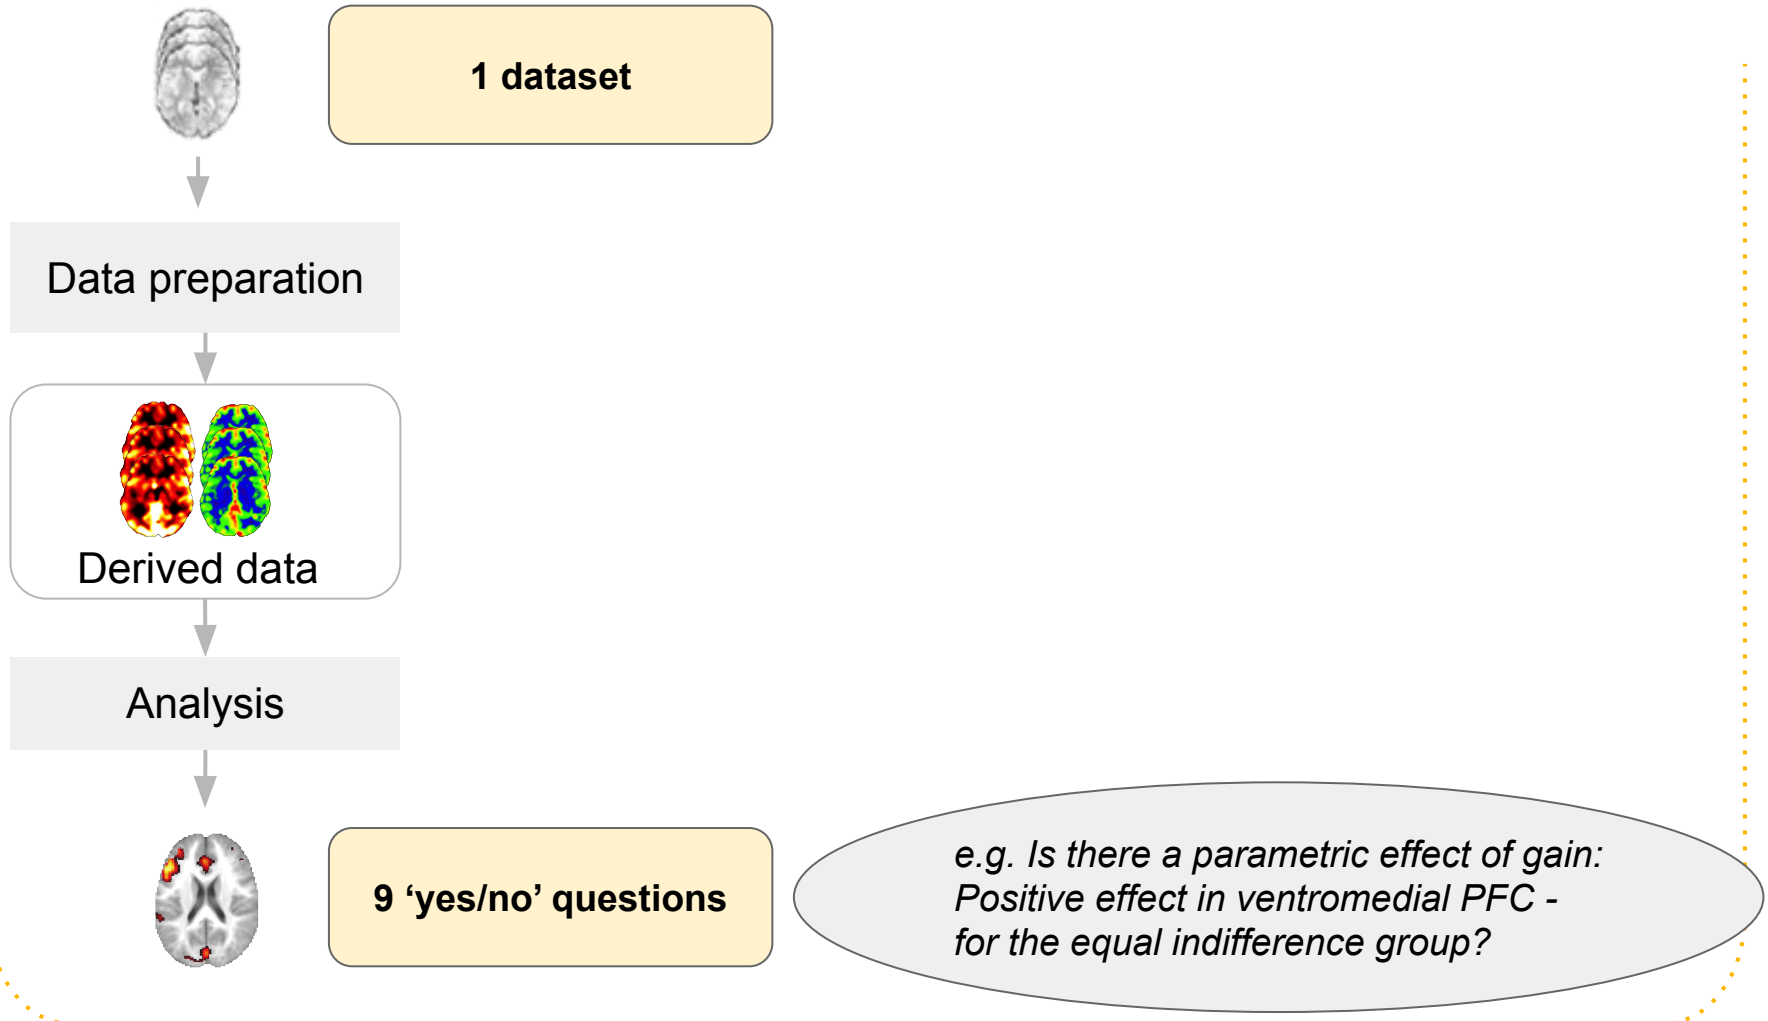 1 dataset
Data preparation
Derived data
Analysis
9 ‘yes/no’ questions
e.g. Is there a parametric effect of gain:
Positive effect in ventromedial PFC -
for the equal indifference group?